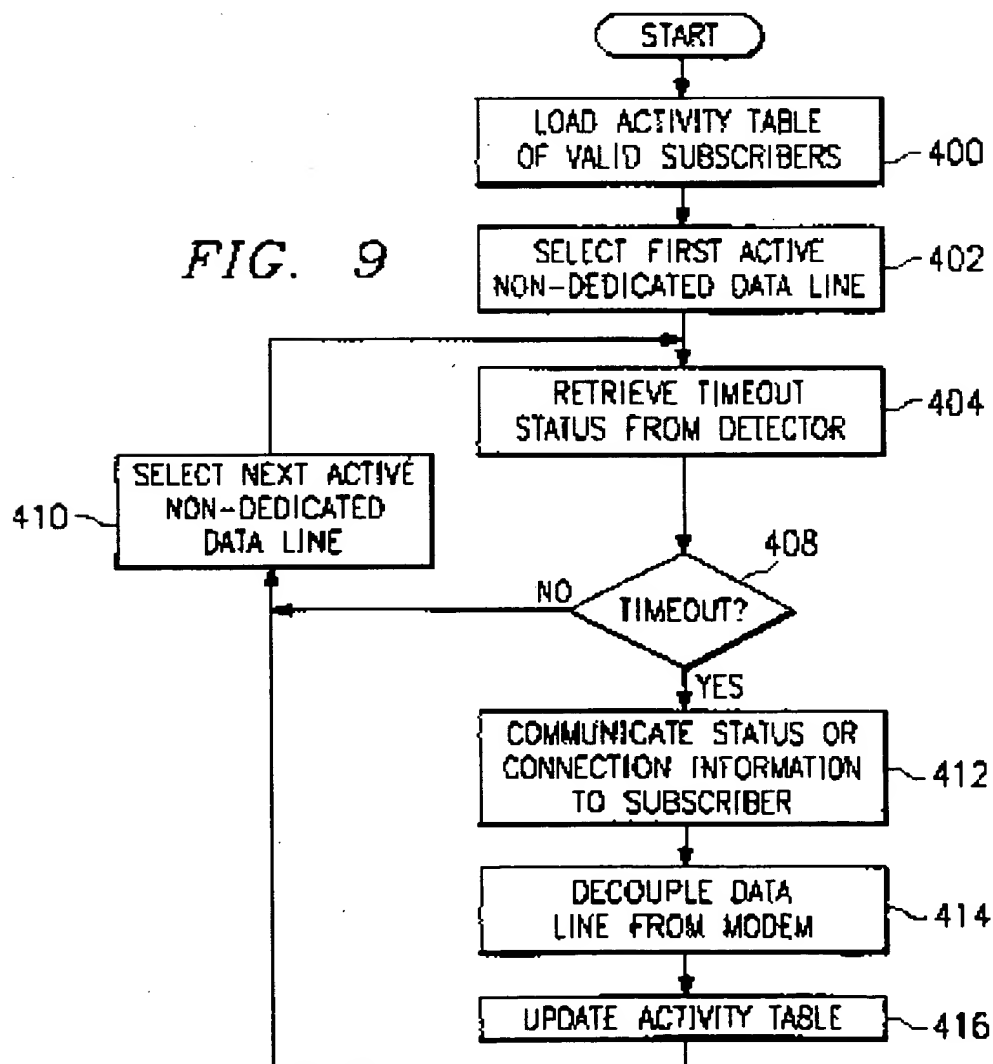 START
LOAD ACTIVITY TABLE
OF VALID SUBSCRIBERS
400
FIG. 9
SELECT FIRST ACTIVE
NON-DEDICATED DATA LINE
402
RETRIEVE TIMEOUT
STATUS FROM DETECTOR
404
SELECT NEXT ACTIVE
NON-DEDICATED
DATA LINE
410
408
NO
TIMEOUT?
YES
COMMUNICATE STATUS OR
CONNECTION INFORMATION
TO SUBSCRIBER
412
DECOUPLE DATA
LINE FROM MODEM
414
UPDATE ACTIVITY TABLE
416